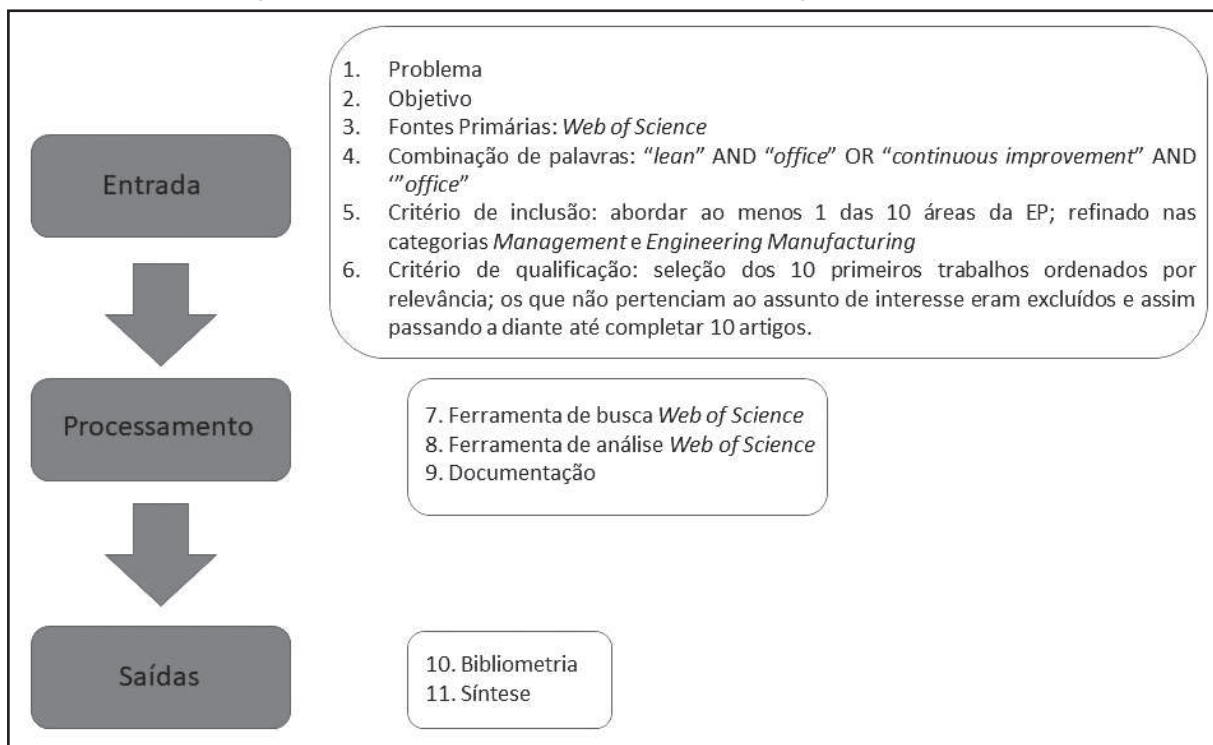 Entrada
1. Problema
2. Objetivo
3. Fontes Primárias: Web of Science
4. Combinação de palavras: “lean” AND “office” OR “continuous improvement” AND
‘”office”
5. Critério de inclusão: abordar ao menos 1 das 10 áreas da EP; refinado nas
categorias Management e Engineering Manufacturing
6. Critério de qualificação: seleção dos 10 primeiros trabalhos ordenados por
relevância; os que não pertenciam ao assunto de interesse eram excluídos e assim
passando a diante até completar 10 artigos.
Processamento
7. Ferramenta de busca Web of Science
8. Ferramenta de análise Web of Science
9. Documentação
Saídas
10. Bibliometria
11. Síntese